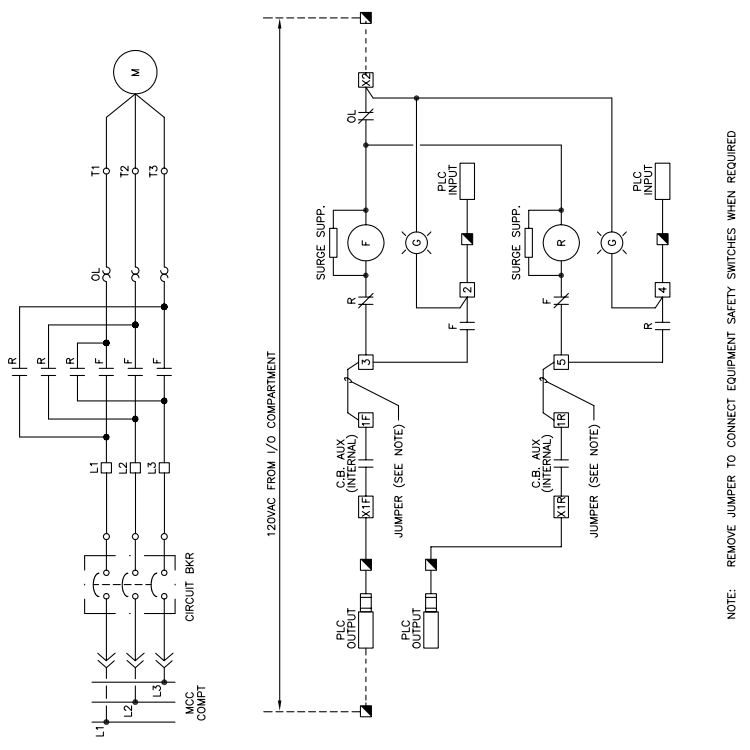 L1
L2
L3
MCC
COMPT
CIRCUIT BKR
L1
L2
L3
R
R
R
F
F
F
OL
T1
T2
T3
M
120VAC FROM I/O COMPARTMENT
PLC
OUTPUT
X1F
C.B. AUX
(INTERNAL)
1F
JUMPER (SEE NOTE)
3
R
SURGE SUPP.
F
OL
X2
F
2
G
PLC
INPUT
PLC
OUTPUT
X1R
C.B. AUX
(INTERNAL)
1R
JUMPER (SEE NOTE)
5
F
SURGE SUPP.
R
R
4
G
PLC
INPUT
NOTE: REMOVE JUMPER TO CONNECT EQUIPMENT SAFETY SWITCHES WHEN REQUIRED